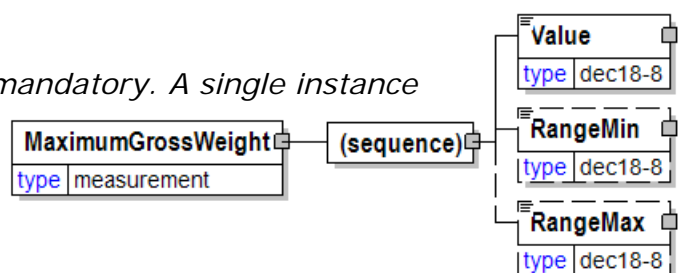 Value
type dec18-8
mandatory. A single instance
RangeMin
type dec18-8
MaximumGrossWeight
type measurement
(sequence)
RangeMax
type dec18-8